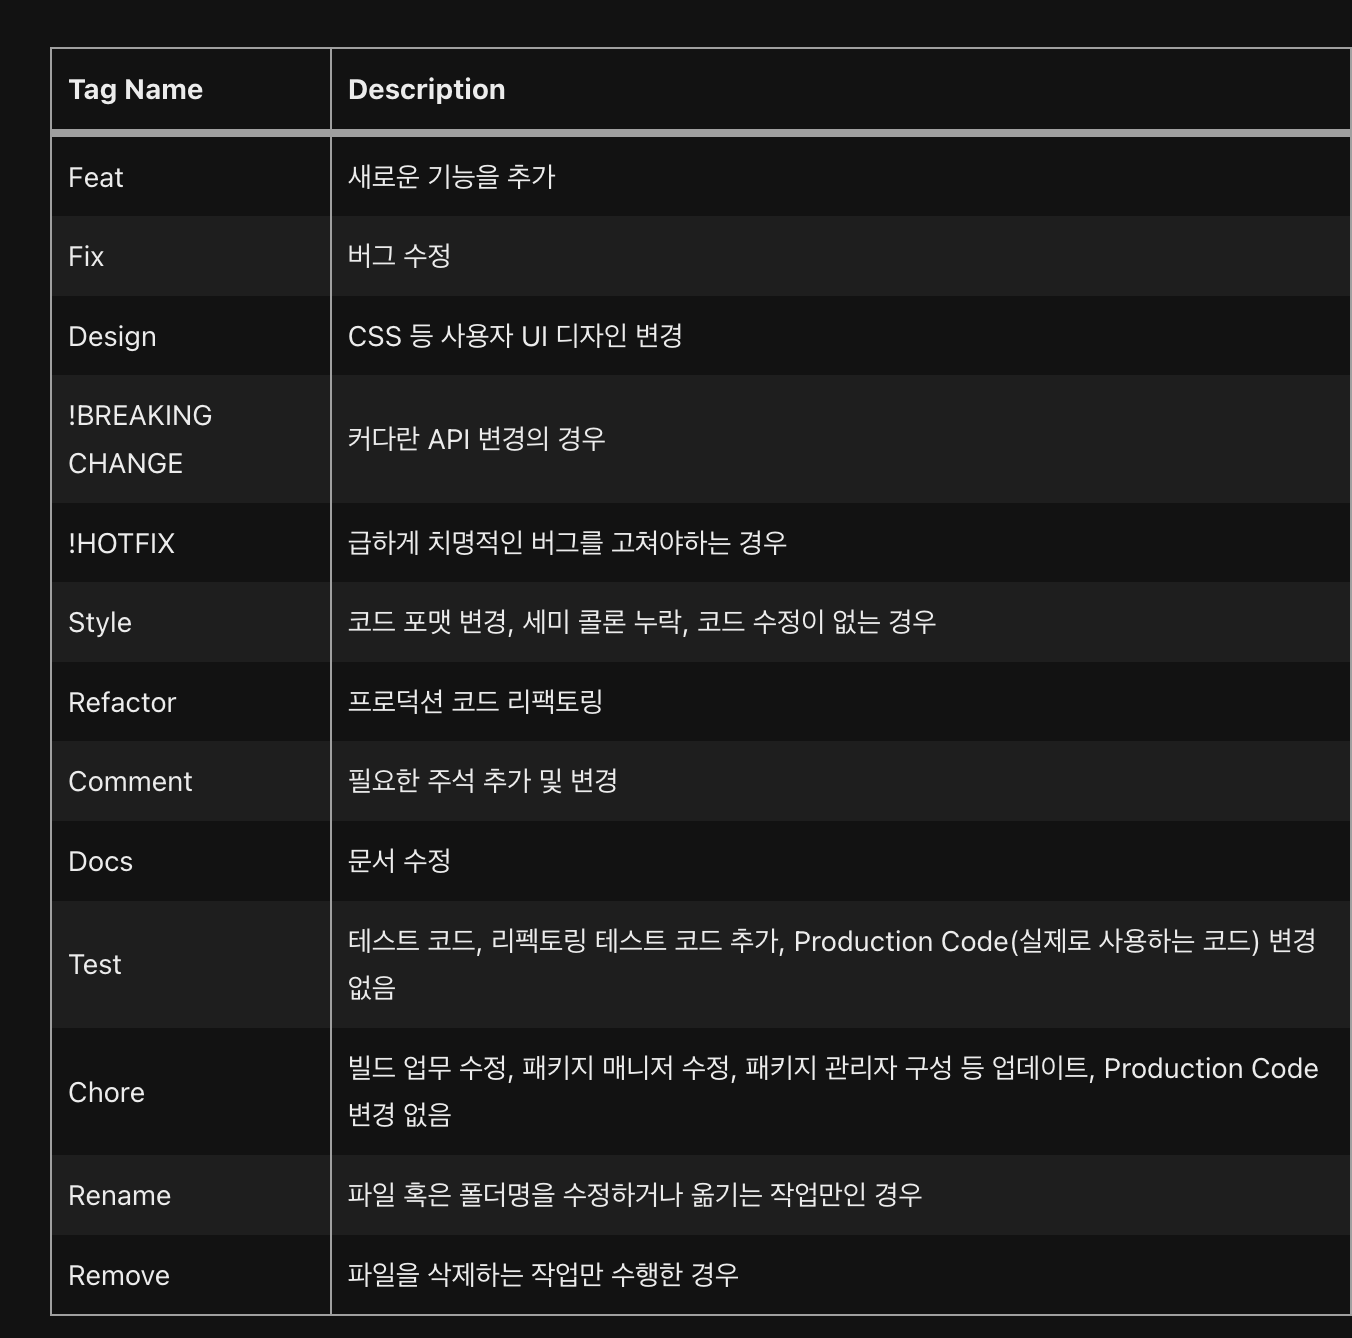 Tag Name Description
Feat 새로운 기능을 추가
Fix 버그 수정
Design CSS 등 사용자 UI 디자인 변경
!BREAKING
CHANGE
커다란 API 변경의 경우
!HOTFIX 급하게 치명적인 버그를 고쳐야하는 경우
Style 코드 포맷 변경, 세미 콜론 누락, 코드 수정이 없는 경우
Refactor 프로덕션 코드 리팩토링
Comment 필요한 주석 추가 및 변경
Docs 문서 수정
Test
테스트 코드, 리펙토링 테스트 코드 추가, Production Code(실제로 사용하는 코드) 변경
없음
Chore
빌드 업무 수정, 패키지 매니저 수정, 패키지 관리자 구성 등 업데이트, Production Code
변경 없음
Rename 파일 혹은 폴더명을 수정하거나 옮기는 작업만인 경우
Remove 파일을 삭제하는 작업만 수행한 경우